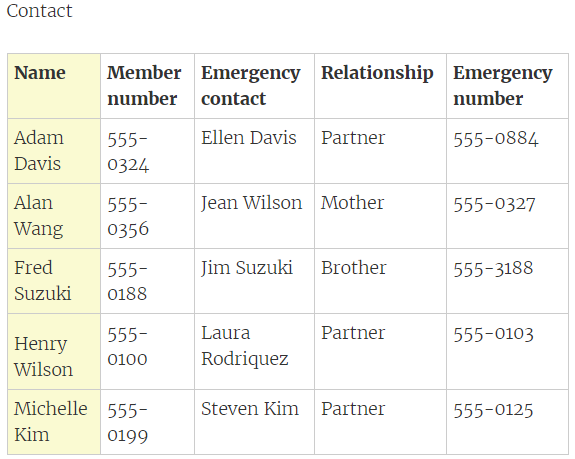 Contact
Name Member number Emergency contact Relationship Emergency number
Adam Davis 555-0324 Ellen Davis Partner 555-0884
Alan Wang 555-0356 Jean Wilson Mother 555-0327
Fred Suzuki 555-0188 Jim Suzuki Brother 555-3188
Henry Wilson 555-0100 Laura Rodriquez Partner 555-0103
Michelle Kim 555-0199 Steven Kim Partner 555-0125